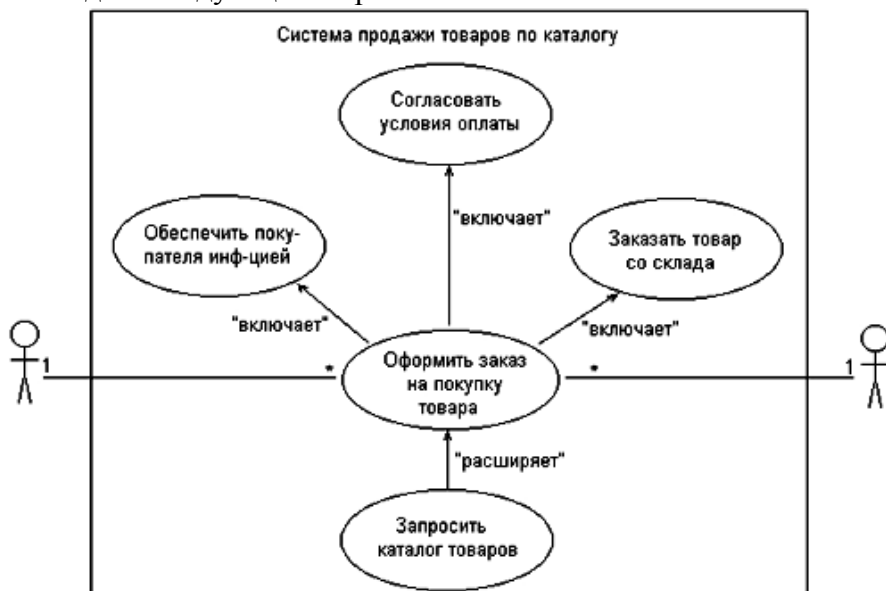 Система продажи товаров по каталогу
Согласовать
условия оплаты
"включает"
Обеспечить поку-
пателя инф-цией
Заказать товар
со склада
"включает"
"включает"
1
*
Оформить заказ
на покупку
товара
*
1
"расширяет"
Запросить
каталог товаров